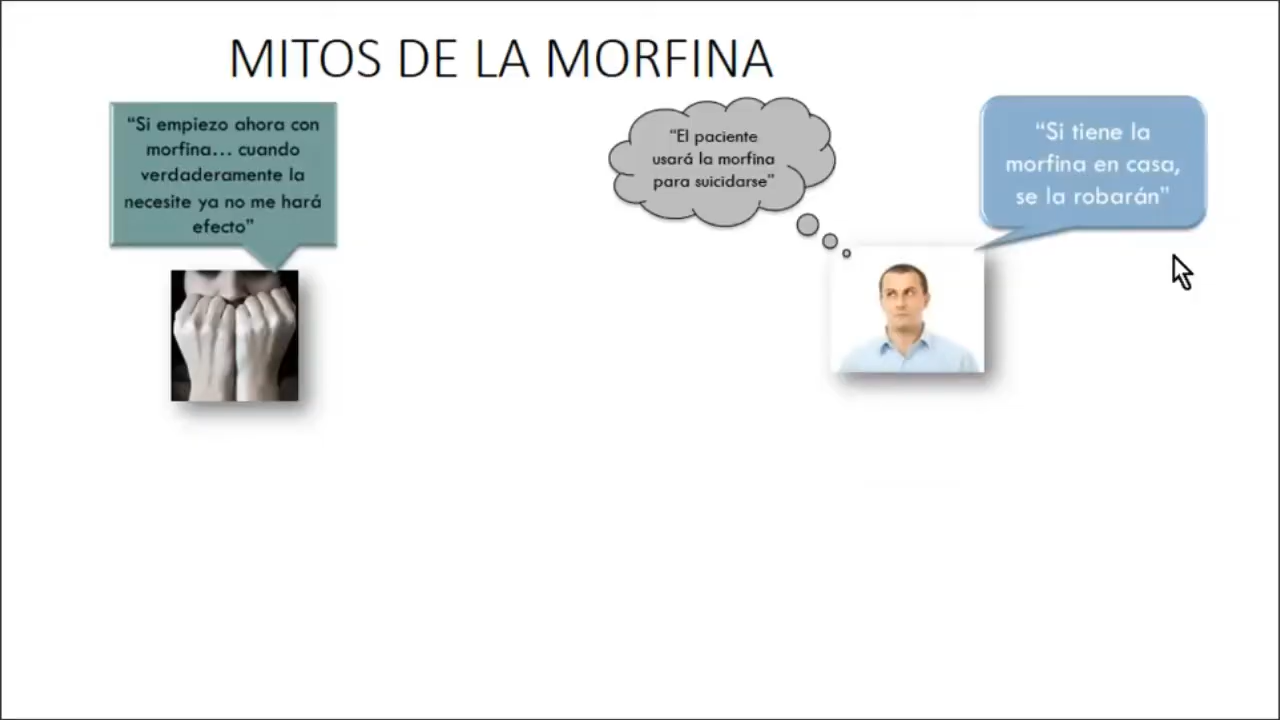 MITOS DE LA MORFINA
“Si empiezo ahora con
morfina... cuando
verdaderamente la
necesite ya no me hará
efecto”
“El paciente
usará la morfina
para suicidarse”
“Si tiene la
morfina en casa,
se la robarán”